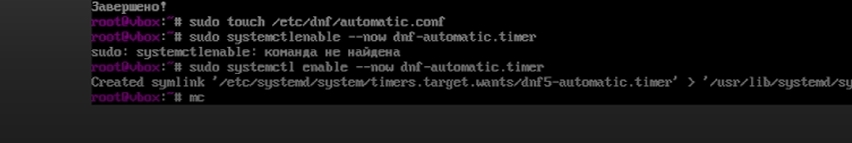 Завершено!
root@vbox:~# sudo touch /etc/dnf/automatic.conf
root@vbox:~# sudo systemctlenable --now dnf-automatic.timer
sudo: systemctlenable: команда не найдена
root@vbox:~# sudo systemctl enable --now dnf-automatic.timer
Created symlink '/etc/systemd/system/timers.target.wants/dnf5-automatic.timer' > '/usr/lib/systemd/sy
root@vbox:~# mc